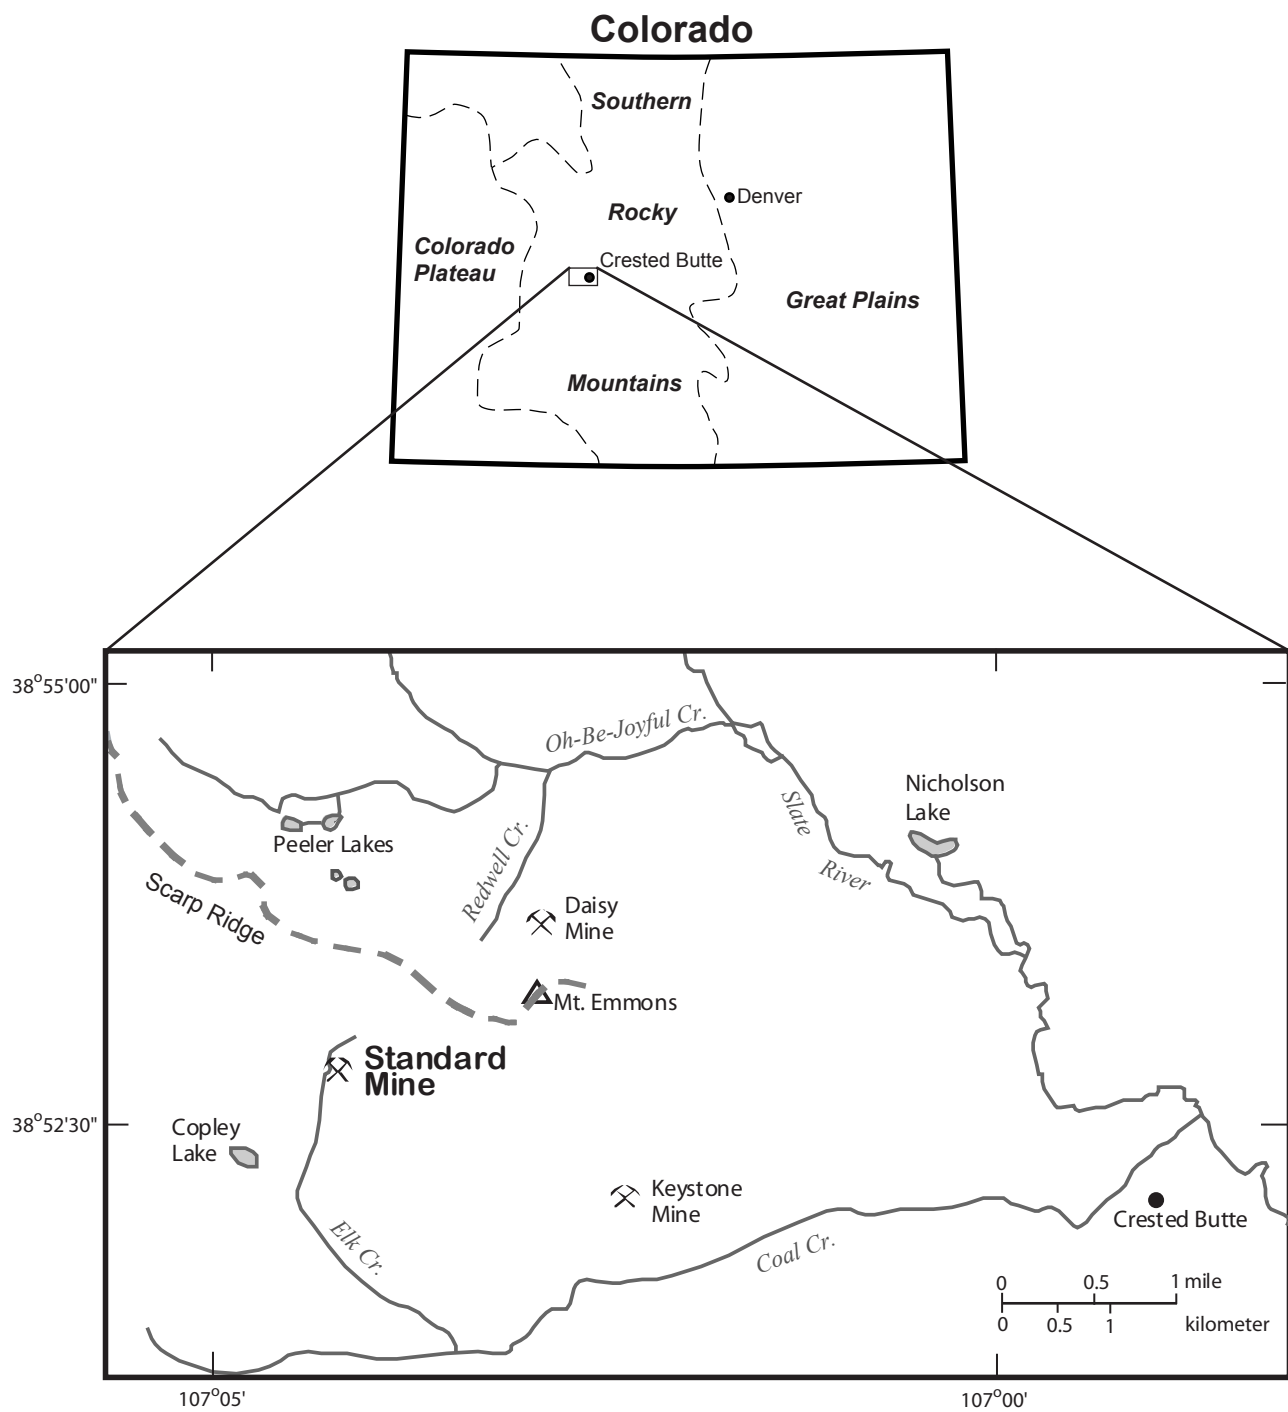 Colorado
Southern
Denver
Rocky
Colorado
Plateau
Crested Butte
Great Plains
Mountains
38°55'00"
Oh-Be-Joyful Cr.
Nicholson
Lake
Slate
River
Peeler Lakes
Redwell Cr.
Scarp Ridge
Daisy
Mine
Mt. Emmons
Standard
Mine
38°52'30"
Copley
Lake
Keystone
Mine
Crested Butte
Elk Cr.
Coal Cr.
0 0.5 1 mile
0 0.5 1 kilometer
107°05' 107°00'